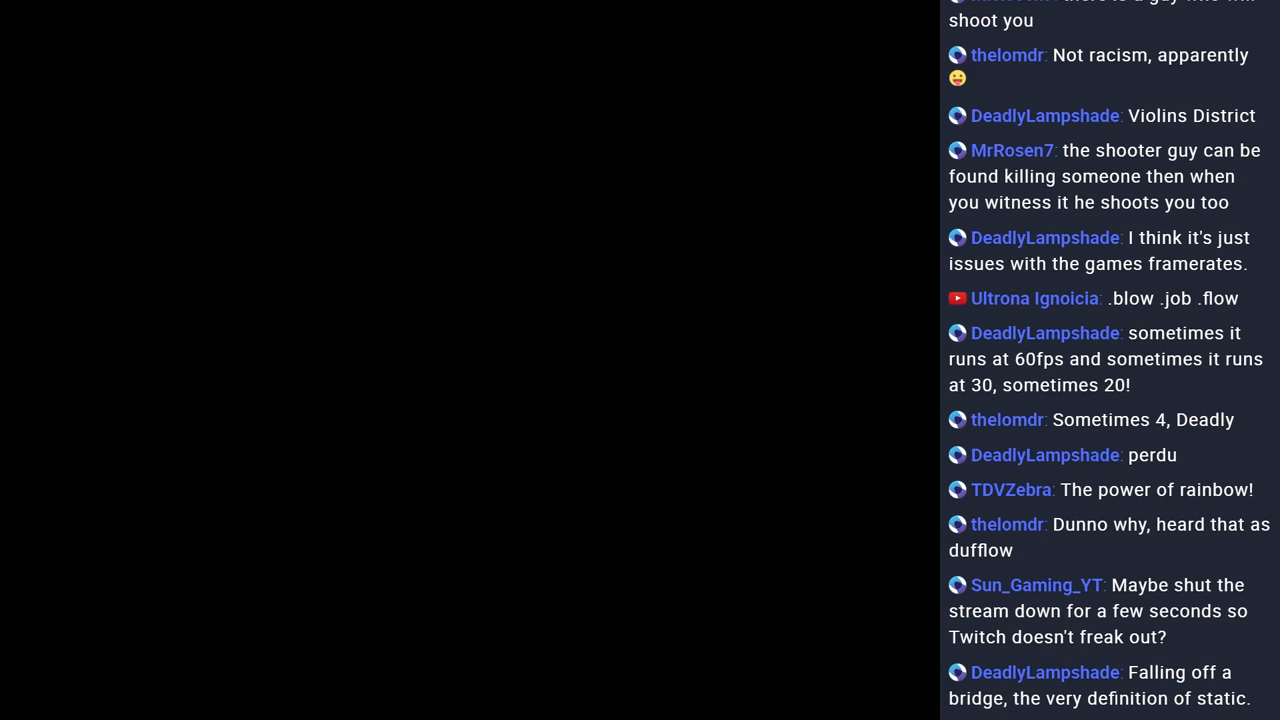 shoot you
thelomdr: Not racism, apparently
DeadlyLampshade: Violins District
MrRosen7: the shooter guy can be
found killing someone then when
you witness it he shoots you too
DeadlyLampshade: I think it's just
issues with the games framerates.
Ultrona Ignoicia: .blow .job .flow
DeadlyLampshade: sometimes it
runs at 60fps and sometimes it runs
at 30, sometimes 20!
thelomdr: Sometimes 4, Deadly
DeadlyLampshade: perdu
TDVZebra: The power of rainbow!
thelomdr: Dunno why, heard that as
dufflow
Sun_Gaming_YT: Maybe shut the
stream down for a few seconds so
Twitch doesn't freak out?
DeadlyLampshade: Falling off a
bridge, the very definition of static.